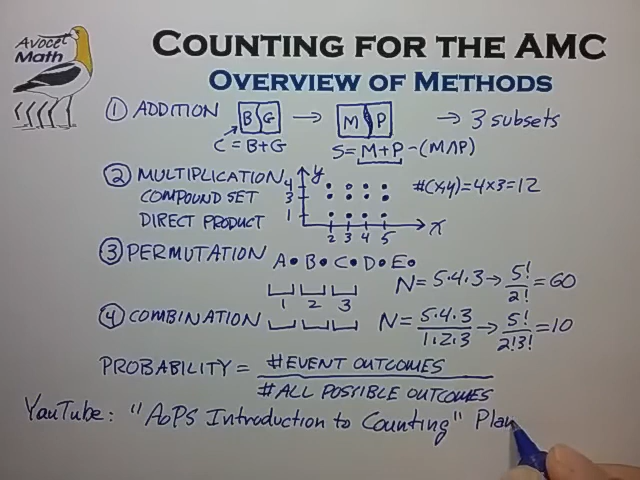 Avocet
Math
COUNTING FOR THE AMC
OVERVIEW OF METHODS
① ADDITION B G → M P → 3 subsets
C = B+G S = M+P - (M∩P)
② MULTIPLICATION 4 y #(x,y) = 4×3 = 12
COMPOUND SET 3
DIRECT PRODUCT 1
2 3 4 5 x
③ PERMUTATION A• B• C• D• E•
1 2 3 N = 5·4·3 → 5!/2! = 60
④ COMBINATION N = 5·4·3/1·2·3 → 5!/2!3! = 10
PROBABILITY = # EVENT OUTCOMES
# ALL POSSIBLE OUTCOMES
YouTube: "AoPS Introduction to Counting" Plan